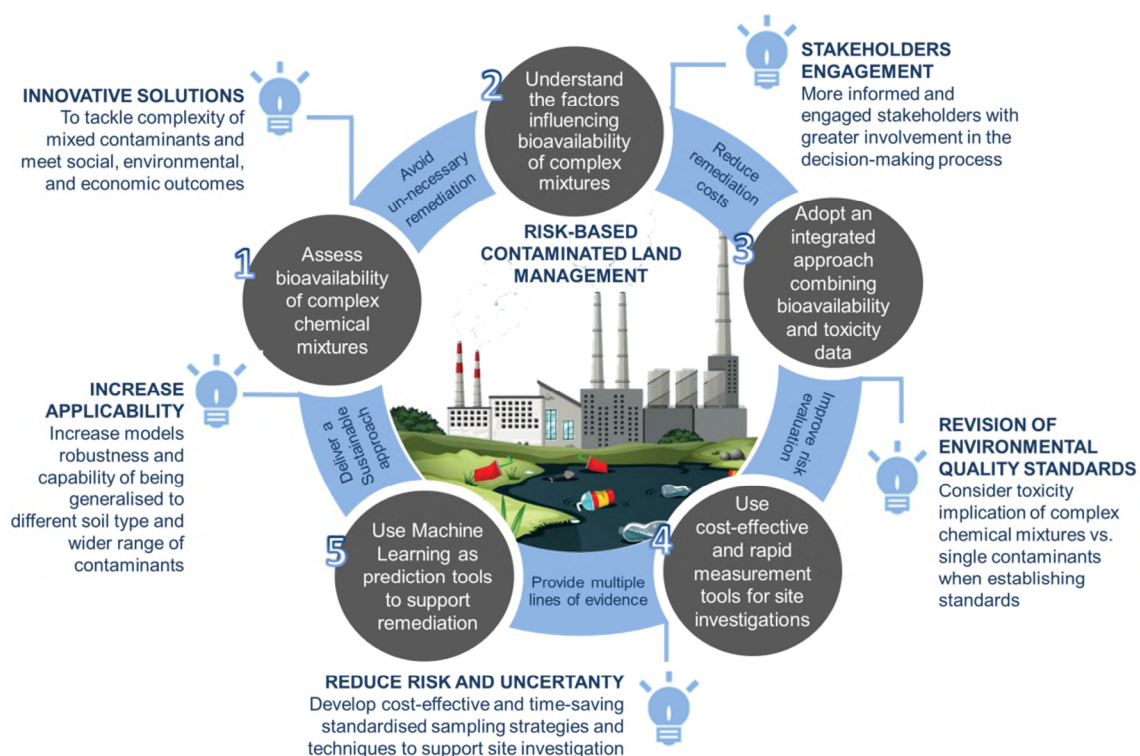 INNOVATIVE SOLUTIONS
To tackle complexity of
mixed contaminants and
meet social, environmental,
and economic outcomes
2
Understand
the factors
influencing
bioavailability
of complex
mixtures
STAKEHOLDERS
ENGAGEMENT
More informed and
engaged stakeholders with
greater involvement in the
decision-making process
Avoid
un-necessary
remediation
Reduce
remediation
costs
RISK-BASED
CONTAMINATED LAND
MANAGEMENT
1
Assess
bioavailability
of complex
chemical
mixtures
3
Adopt an
integrated
approach
combining
bioavailability
and toxicity
data
INCREASE
APPLICABILITY
Increase models
robustness and
capability of being
generalised to
different soil type and
wider range of
contaminants
Deliver a
Sustainable
approach
Improve risk
evaluation
REVISION OF
ENVIRONMENTAL
QUALITY STANDARDS
Consider toxicity
implication of complex
chemical mixtures vs.
single contaminants
when establishing
standards
5
Use Machine
Learning as
prediction tools
to support
remediation
Provide multiple
lines of evidence
4
Use
cost-effective
and rapid
measurement
tools for site
investigations
REDUCE RISK AND UNCERTANTY
Develop cost-effective and time-saving
standardised sampling strategies and
techniques to support site investigation